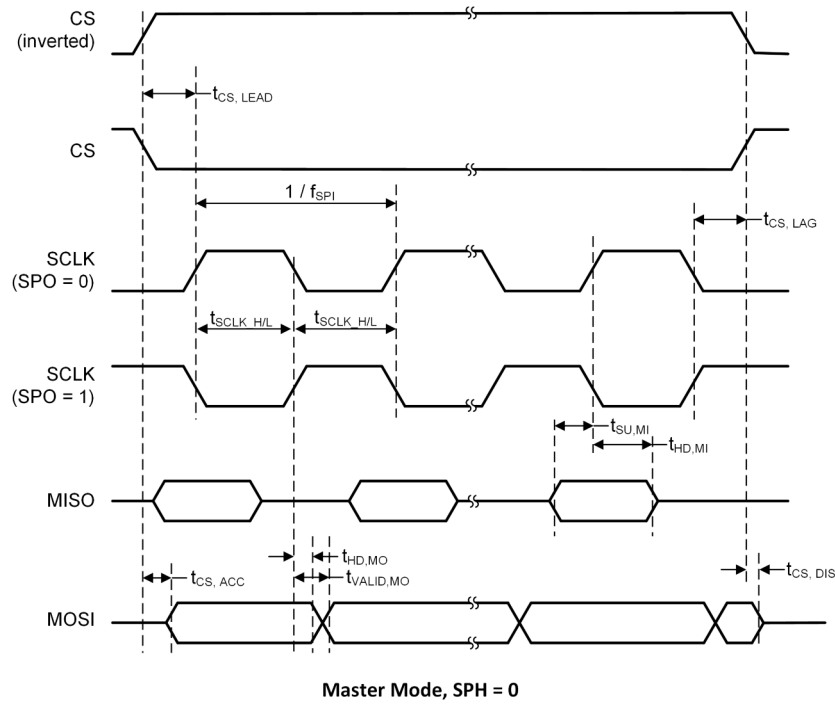 CS
(inverted)
tCS, LEAD
CS
1 / fSPI
tCS, LAG
SCLK
(SPO = 0)
tSCLK_H/L
tSCLK_H/L
SCLK
(SPO = 1)
tSU,MI
tHD,MI
MISO
tHD,MO
tCS, ACC
tVALID,MO
tCS, DIS
MOSI
Master Mode, SPH = 0